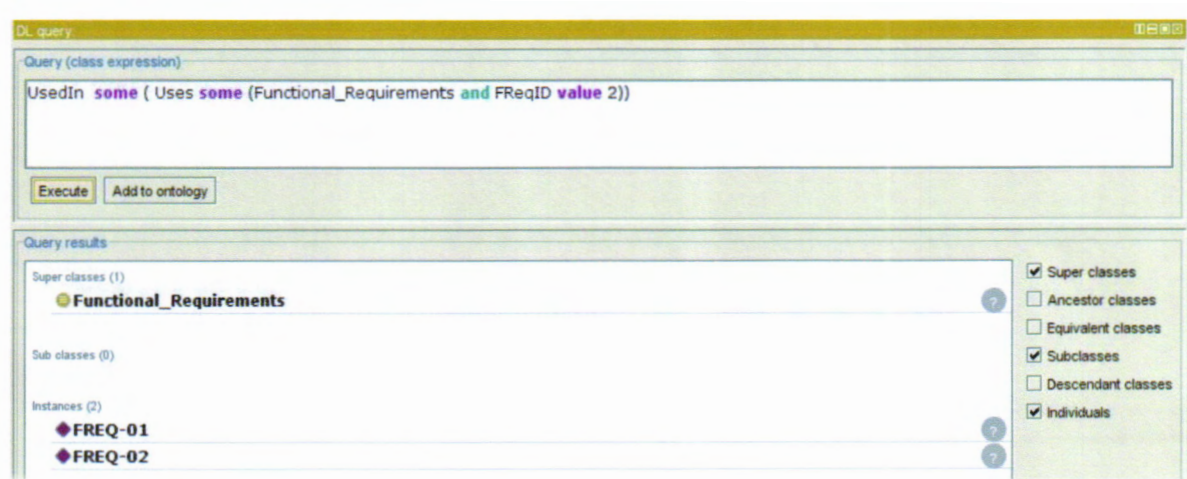 DL query:
Query (class expression)
UsedIn some ( Uses some (Functional_Requirements and FReqID value 2))
Execute Add to ontology
Query results
Super classes (1)
Functional_Requirements
?
Sub classes (0)
Instances (2)
FREQ-01
?
FREQ-02
?
Super classes
Ancestor classes
Equivalent classes
Subclasses
Descendant classes
Individuals